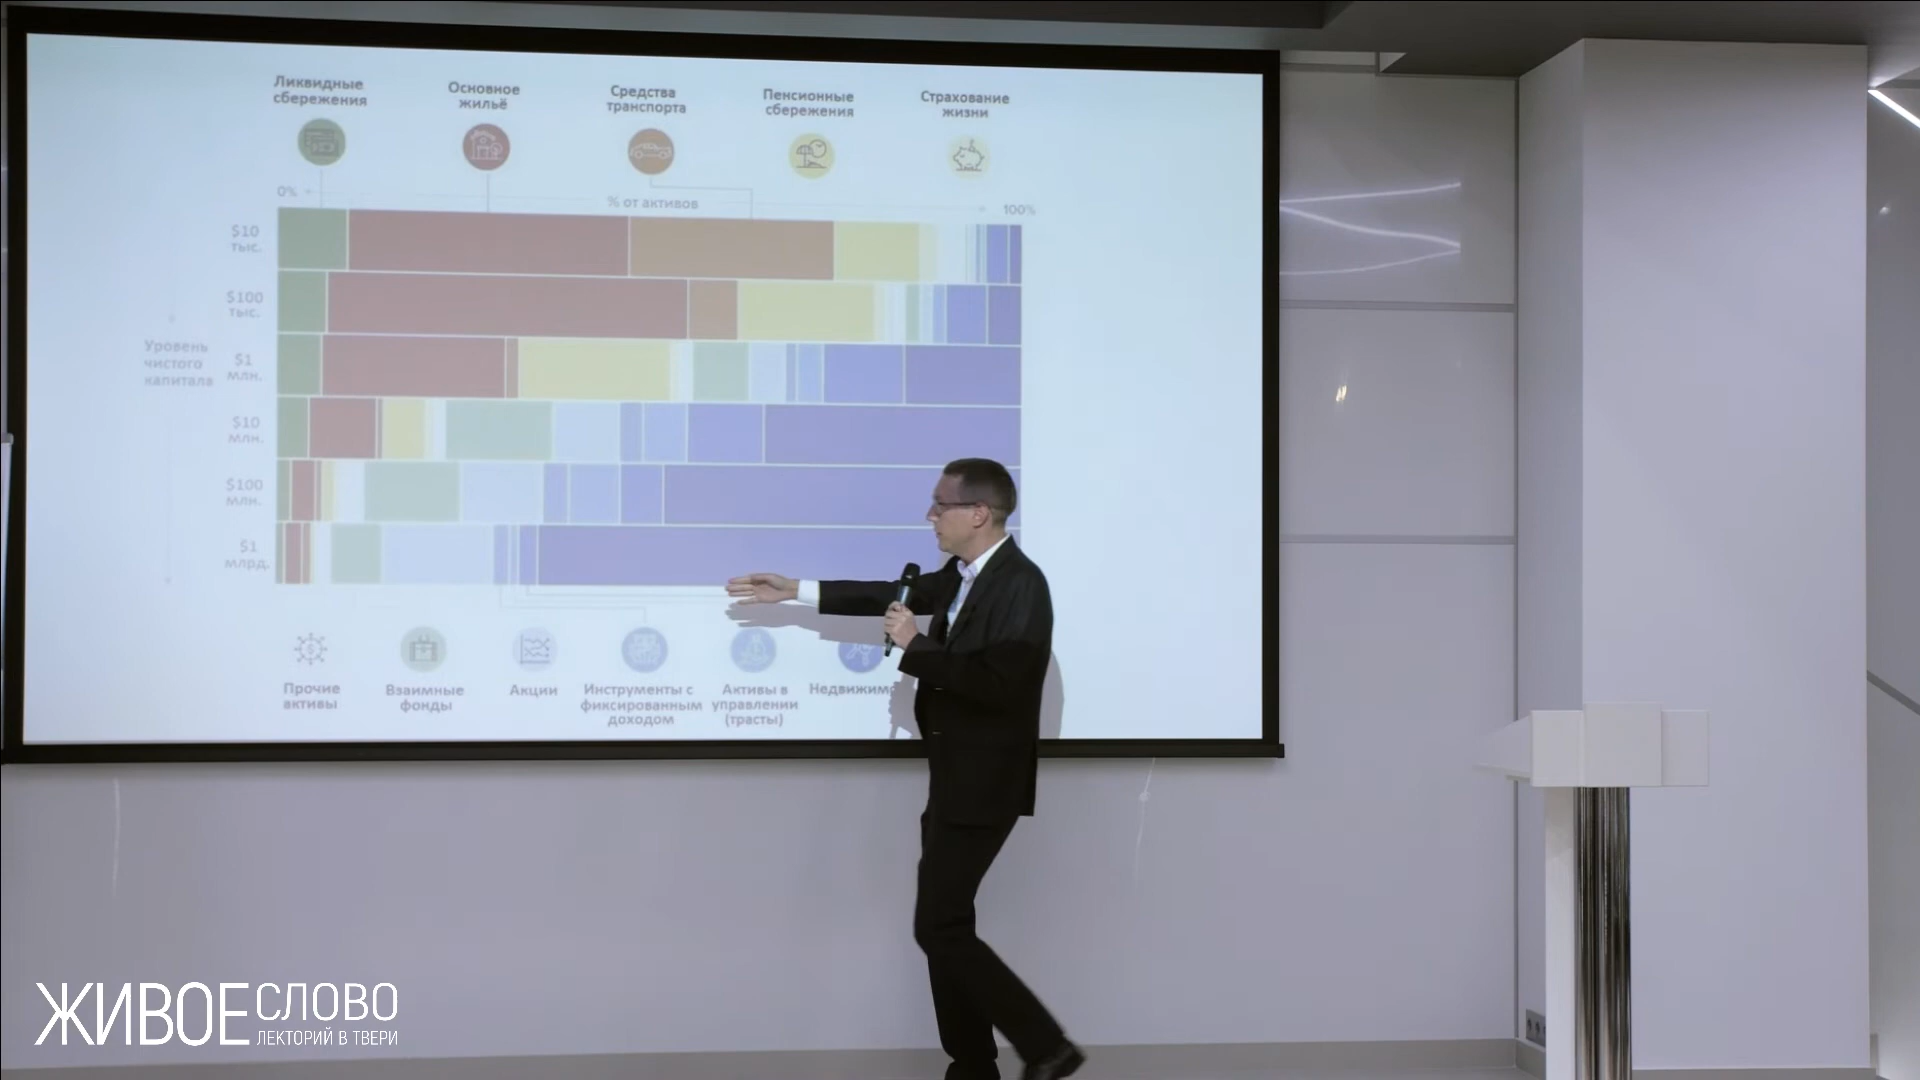 Ликвидные
сбережения
Основное
жильё
Средства
транспорта
Пенсионные
сбережения
Страхование
жизни
0%
% от активов
100%
$10
тыс.
$100
тыс.
Уровень
чистого
капитала
$1
млн.
$10
млн.
$100
млн.
$1
млрд.
Прочие
активы
Взаимные
фонды
Акции
Инструменты с
фиксированным
доходом
Активы в
управлении
(трасты)
ЖИВОЕ СЛОВО
ЛЕКТОРИЙ В ТВЕРИ